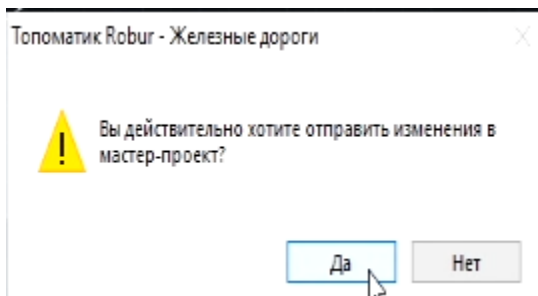 Топоматик Robur - Железные дороги
Вы действительно хотите отправить изменения в
мастер-проект?
Да
Нет